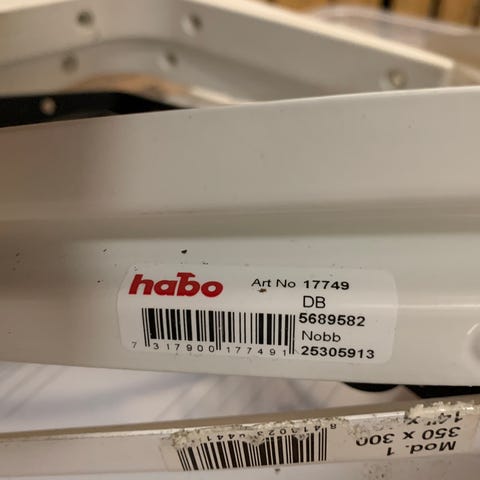 habo
Art No 17749
DB
5689582
Nobb
7 317900 177491
25305913
Mod. 1
350 x 300